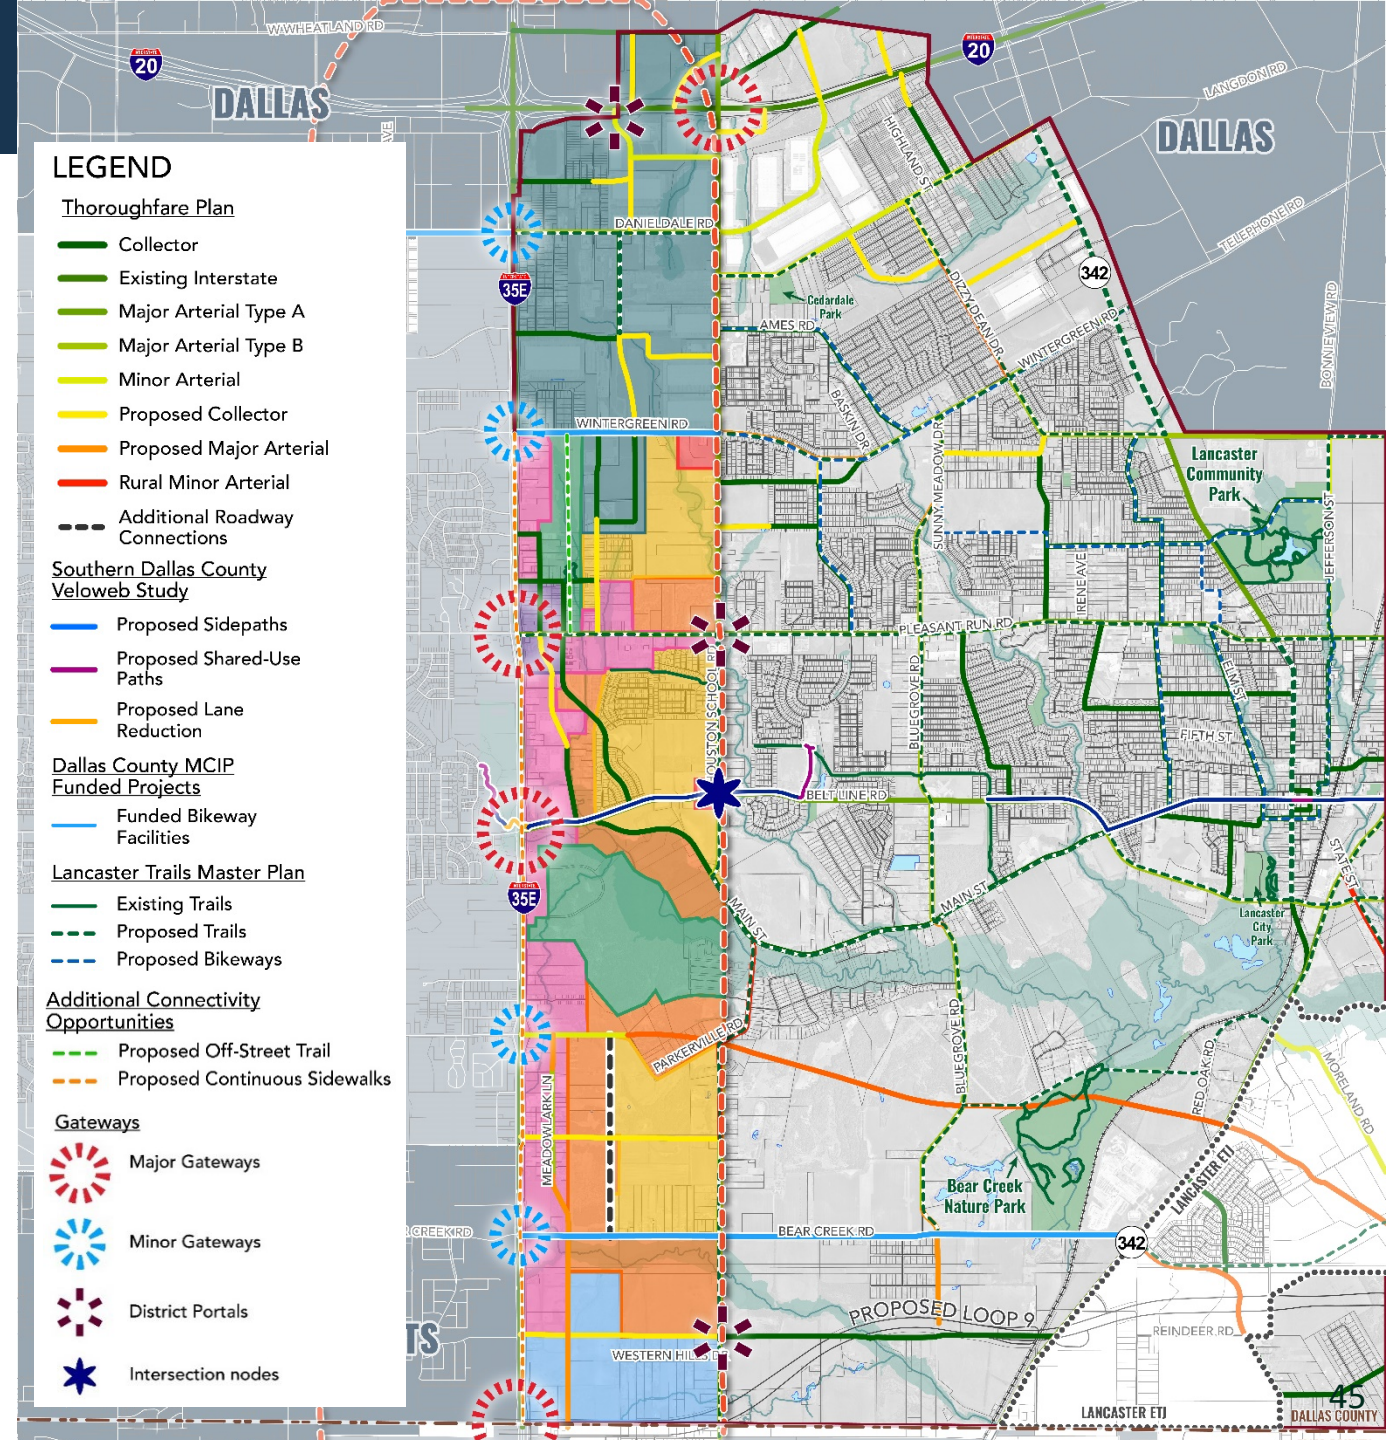 W WHEATLAND RD
20
20
DALLAS
LANGDON RD
DALLAS
HIGHLAND ST
TELEPHONE RD
LEGEND
Thoroughfare Plan
Collector
Existing Interstate
Major Arterial Type A
Major Arterial Type B
Minor Arterial
Proposed Collector
Proposed Major Arterial
Rural Minor Arterial
Additional Roadway
Connections
Southern Dallas County
Veloweb Study
Proposed Sidepaths
Proposed Shared-Use
Paths
Proposed Lane
Reduction
Dallas County MCIP
Funded Projects
Funded Bikeway
Facilities
Lancaster Trails Master Plan
Existing Trails
Proposed Trails
Proposed Bikeways
Additional Connectivity
Opportunities
Proposed Off-Street Trail
Proposed Continuous Sidewalks
Gateways
Major Gateways
Minor Gateways
District Portals
Intersection nodes
AVE
DANIELDALE RD
35E
342
Cedardale
Park
AMES RD
DIZZY DEAN DR
WINTERGREEN RD
BONNIEVIEW RD
BASKIN DR
WINTERGREEN RD
SUNNY MEADOW DR
Lancaster
Community
Park
JEFFERSON ST
IRENE AVE
PLEASANT RUN RD
HOUSTON SCHOOL RD
BLUEGROVE RD
ELM ST
FIFTH ST
BELT LINE RD
STATE ST
35E
MAIN ST
MAIN ST
Lancaster
City
Park
BLUEGROVE RD
PARKERVILLE RD
RED OAK RD
MORELAND RD
MEADOWLARK LN
LANCASTER ETJ
Bear Creek
Nature Park
CREEK RD
BEAR CREEK RD
342
PROPOSED LOOP 9
REINDEER RD
TS
WESTERN HILLS DR
LANCASTER ETJ
45
DALLAS COUNTY